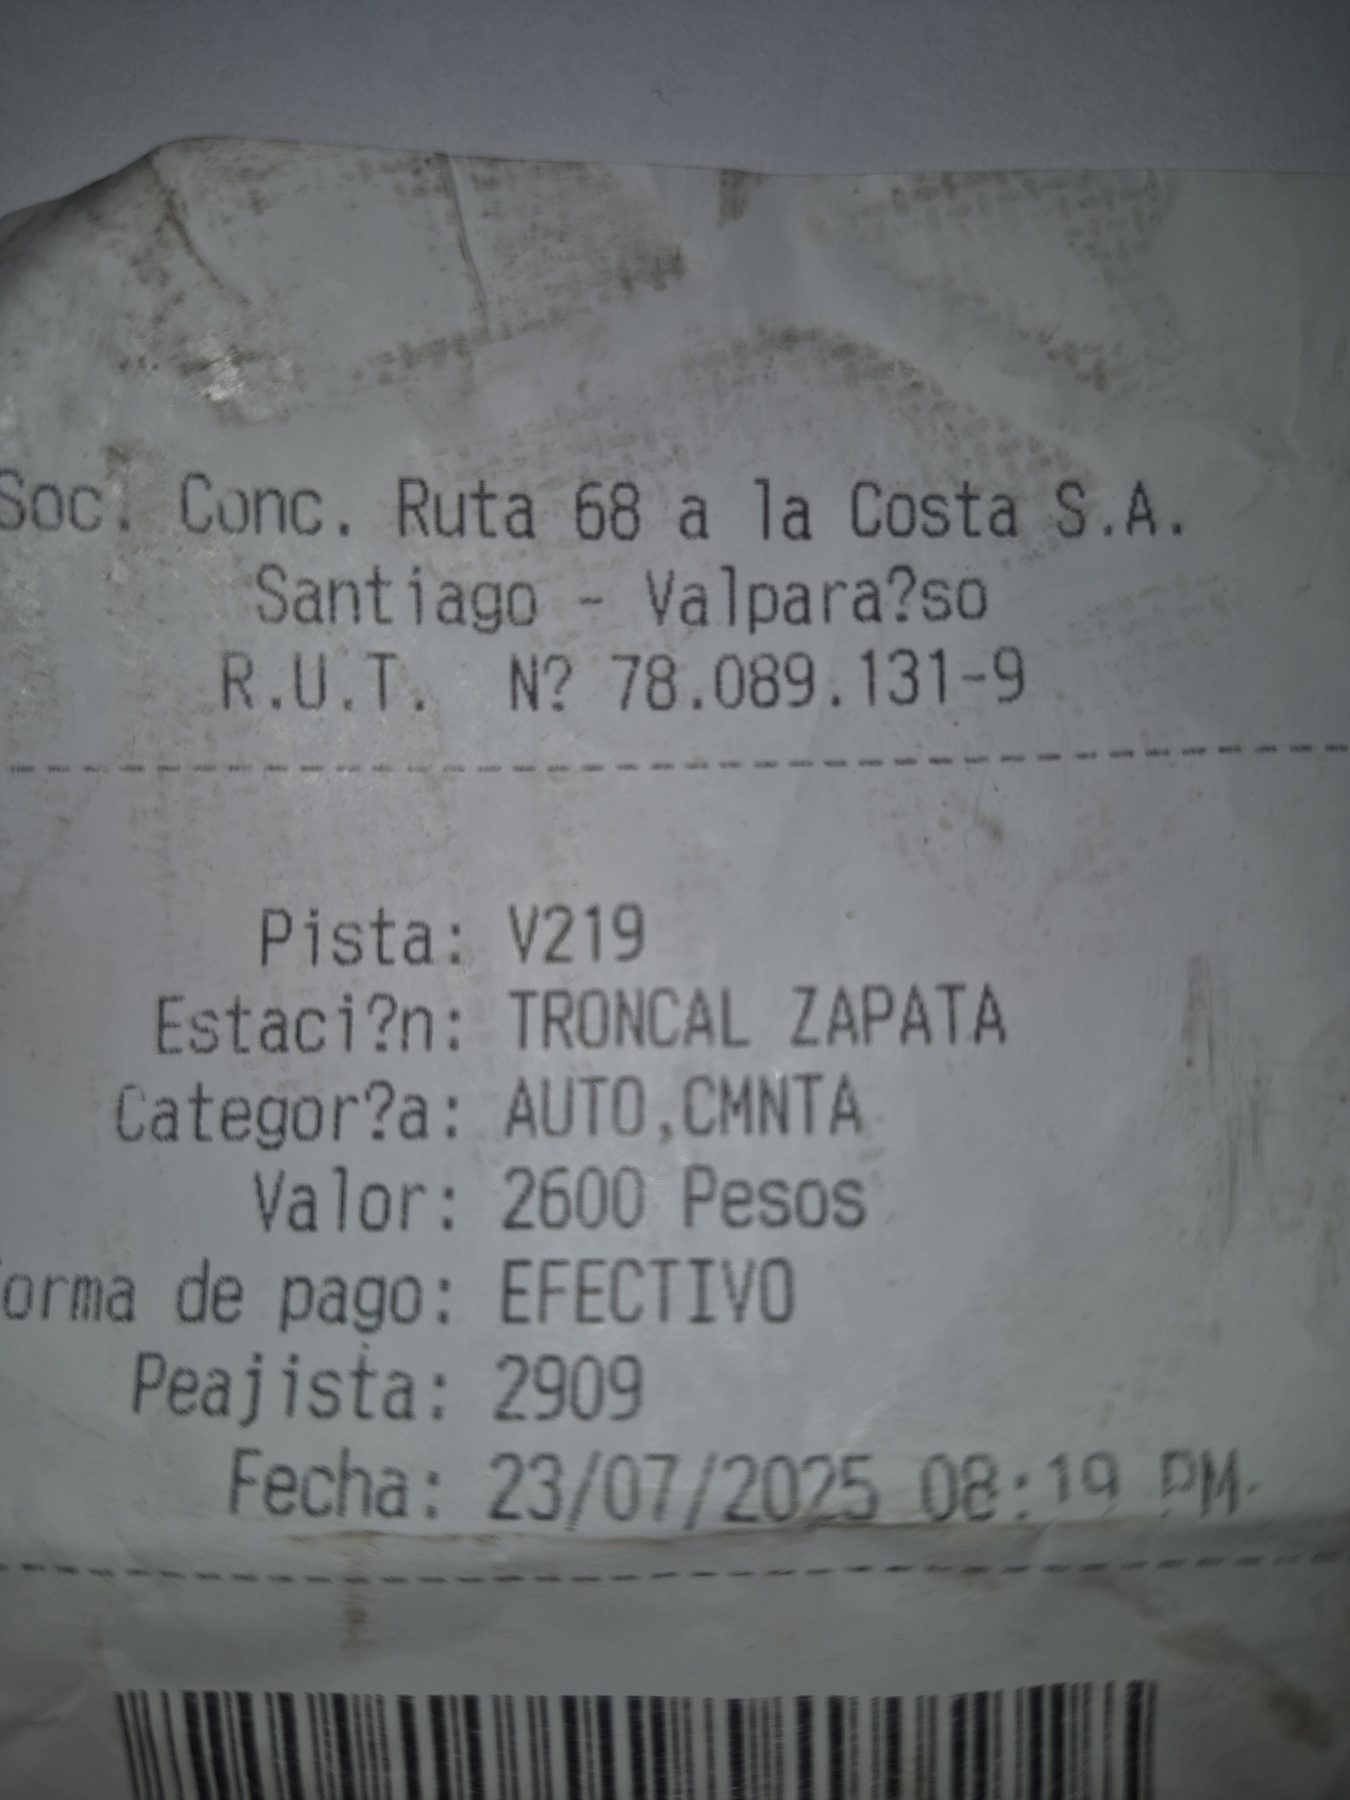 Soc. Conc. Ruta 68 a la Costa S.A.
Santiago - Valpara?so
R.U.T. N? 78.089.131-9
Pista: V219
Estaci?n: TRONCAL ZAPATA
Categor?a: AUTO,CMNTA
Valor: 2600 Pesos
orma de pago: EFECTIVO
Peajista: 2909
Fecha: 23/07/2025 08:19 PM